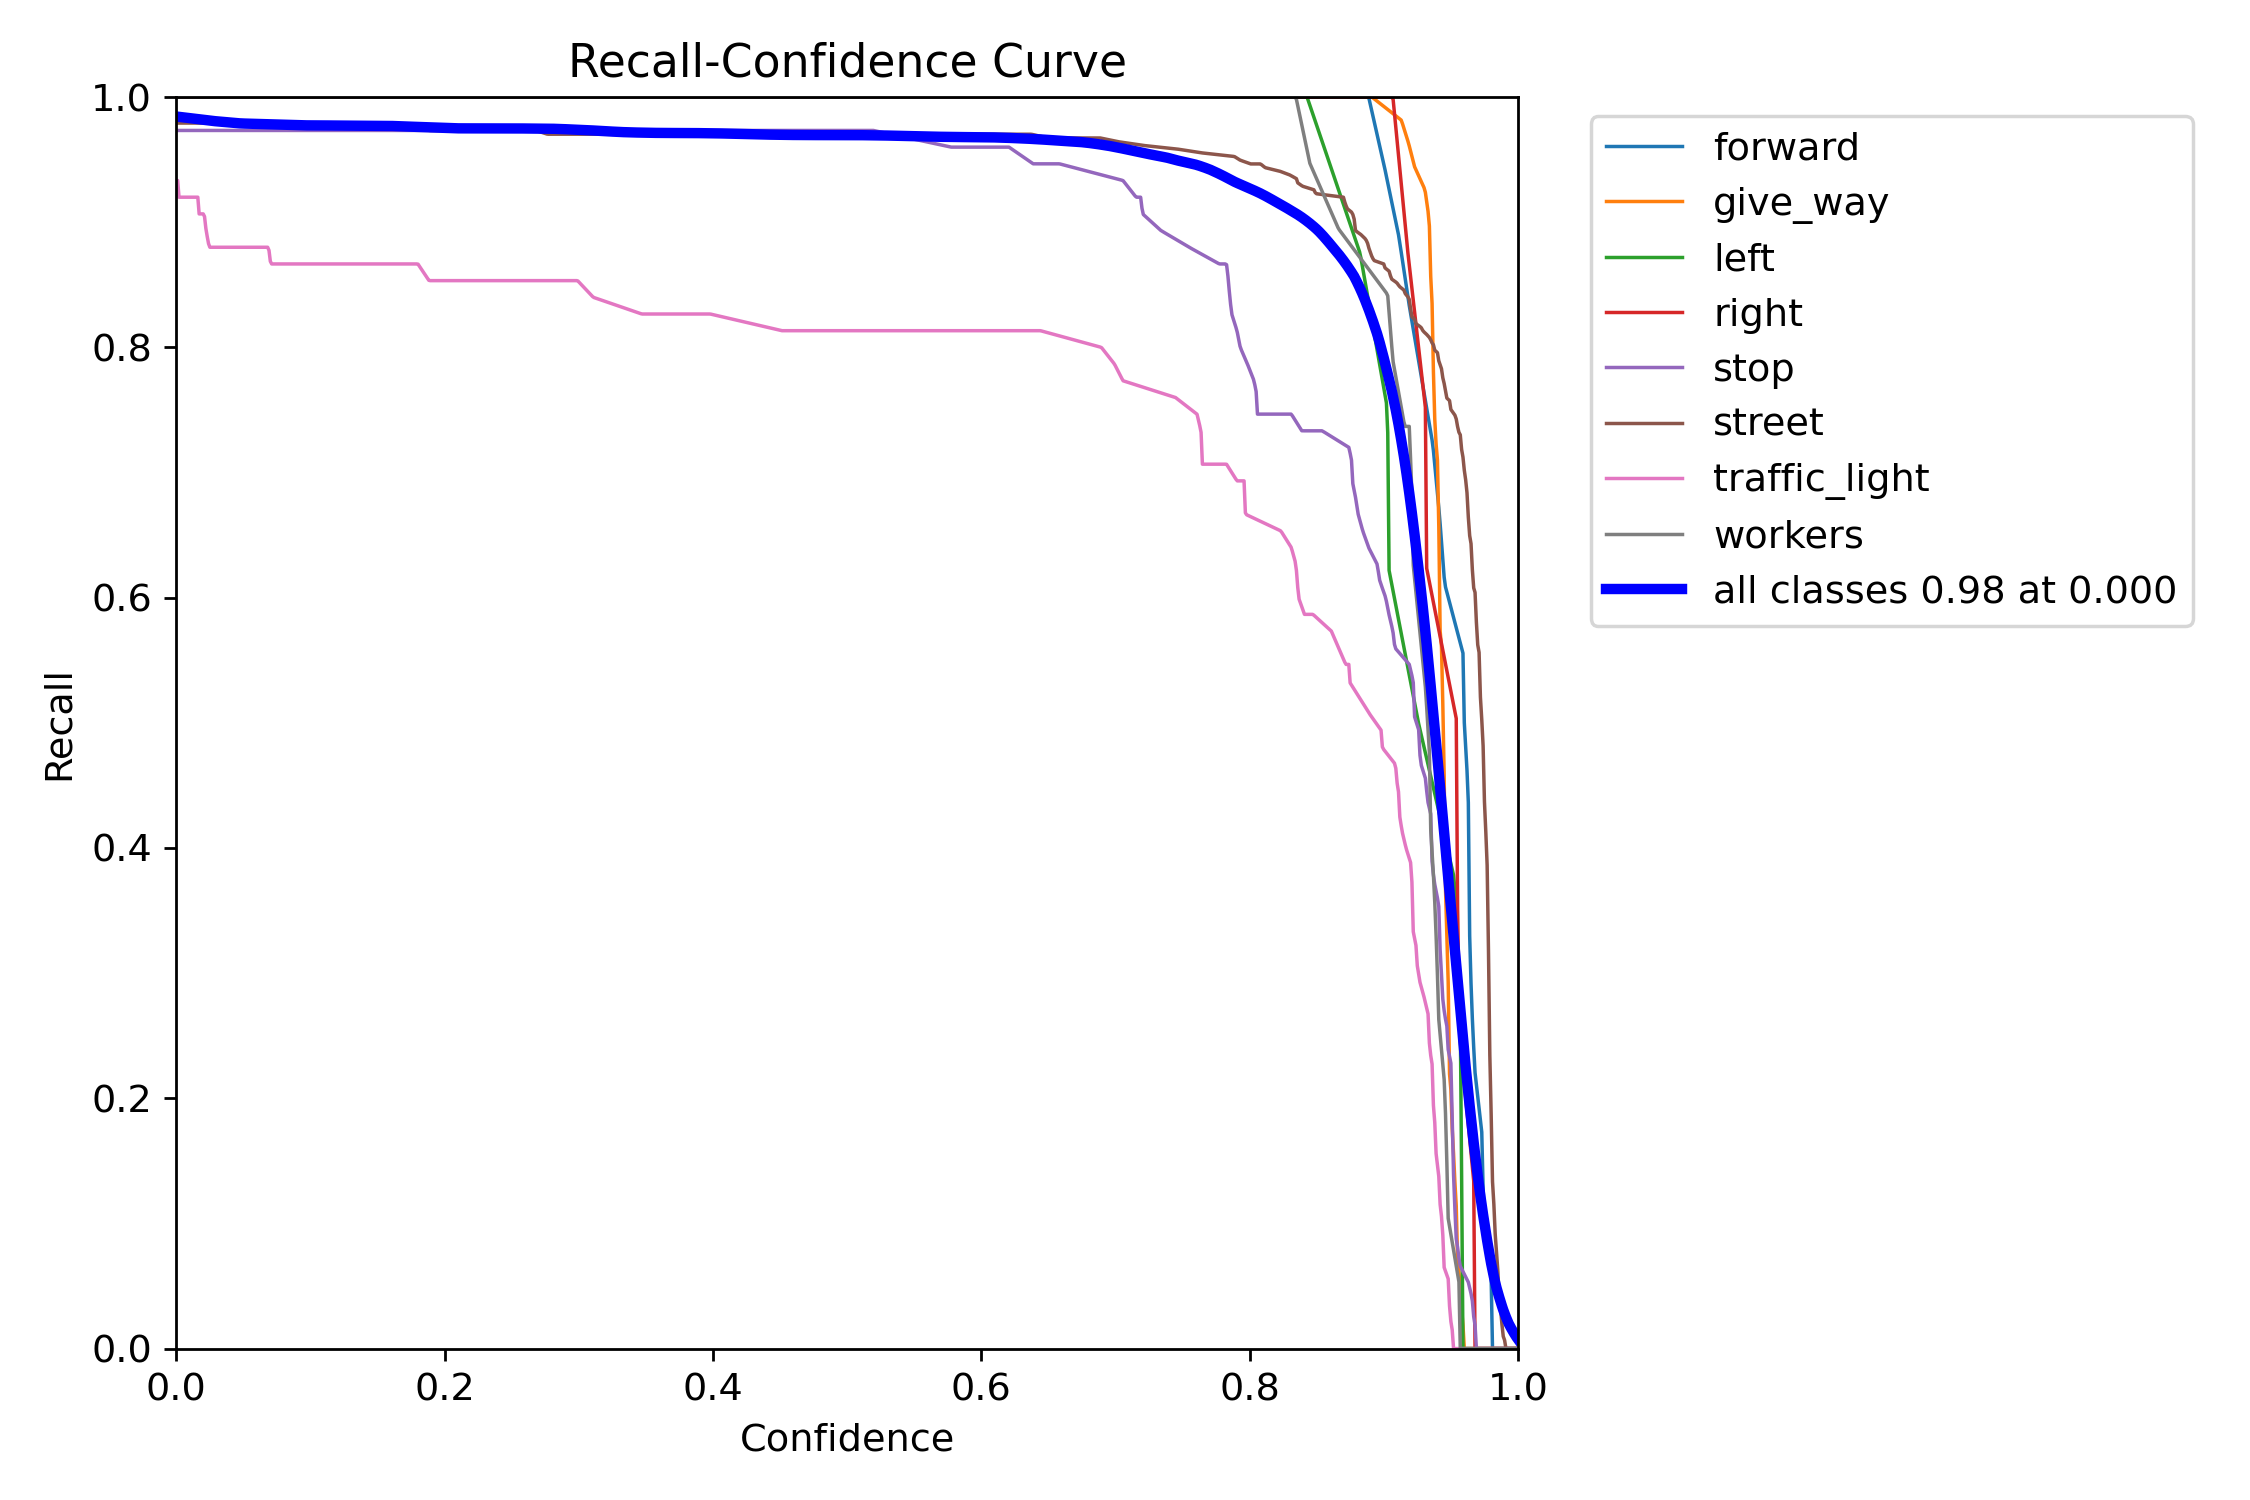 Recall-Confidence Curve
Recall
1.0
0.8
0.6
0.4
0.2
0.0
0.0 0.2 0.4 0.6 0.8 1.0
Confidence
forward
give_way
left
right
stop
street
traffic_light
workers
all classes 0.98 at 0.000